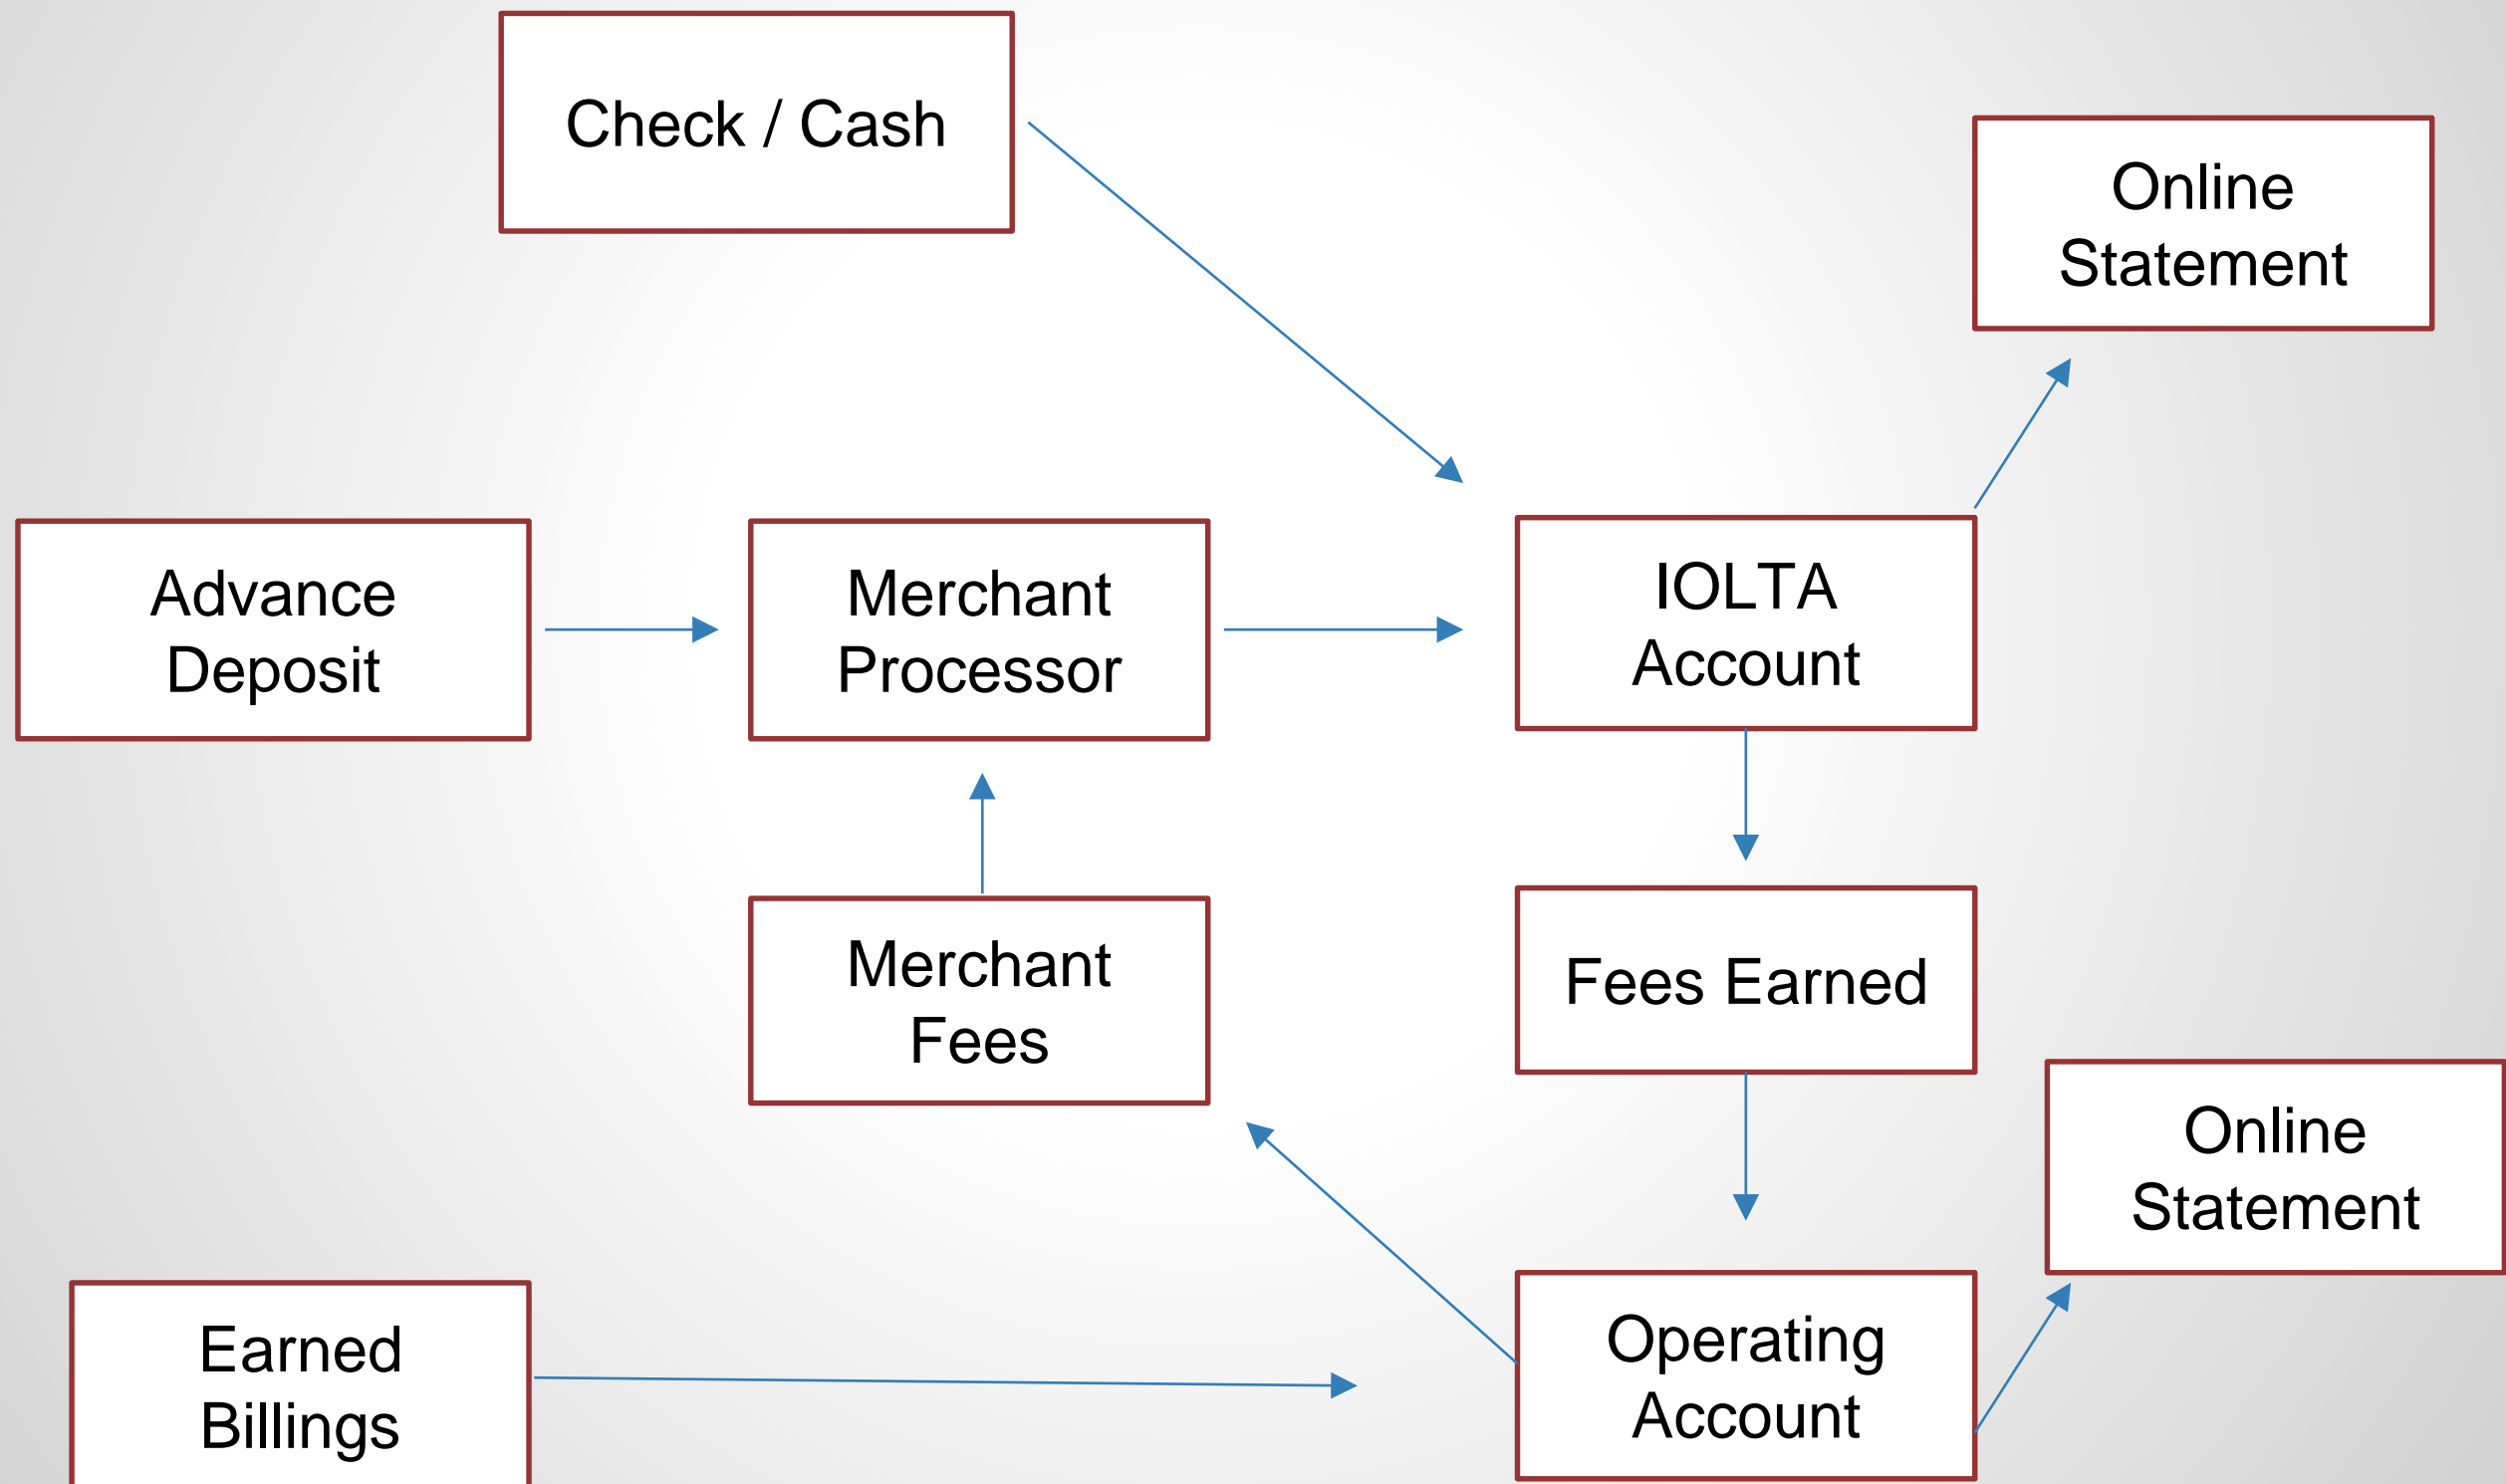 Check / Cash
Online
Statement
Advance
Deposit
Merchant
Processor
IOLTA
Account
Merchant
Fees
Fees Earned
Online
Statement
Earned
Billings
Operating
Account